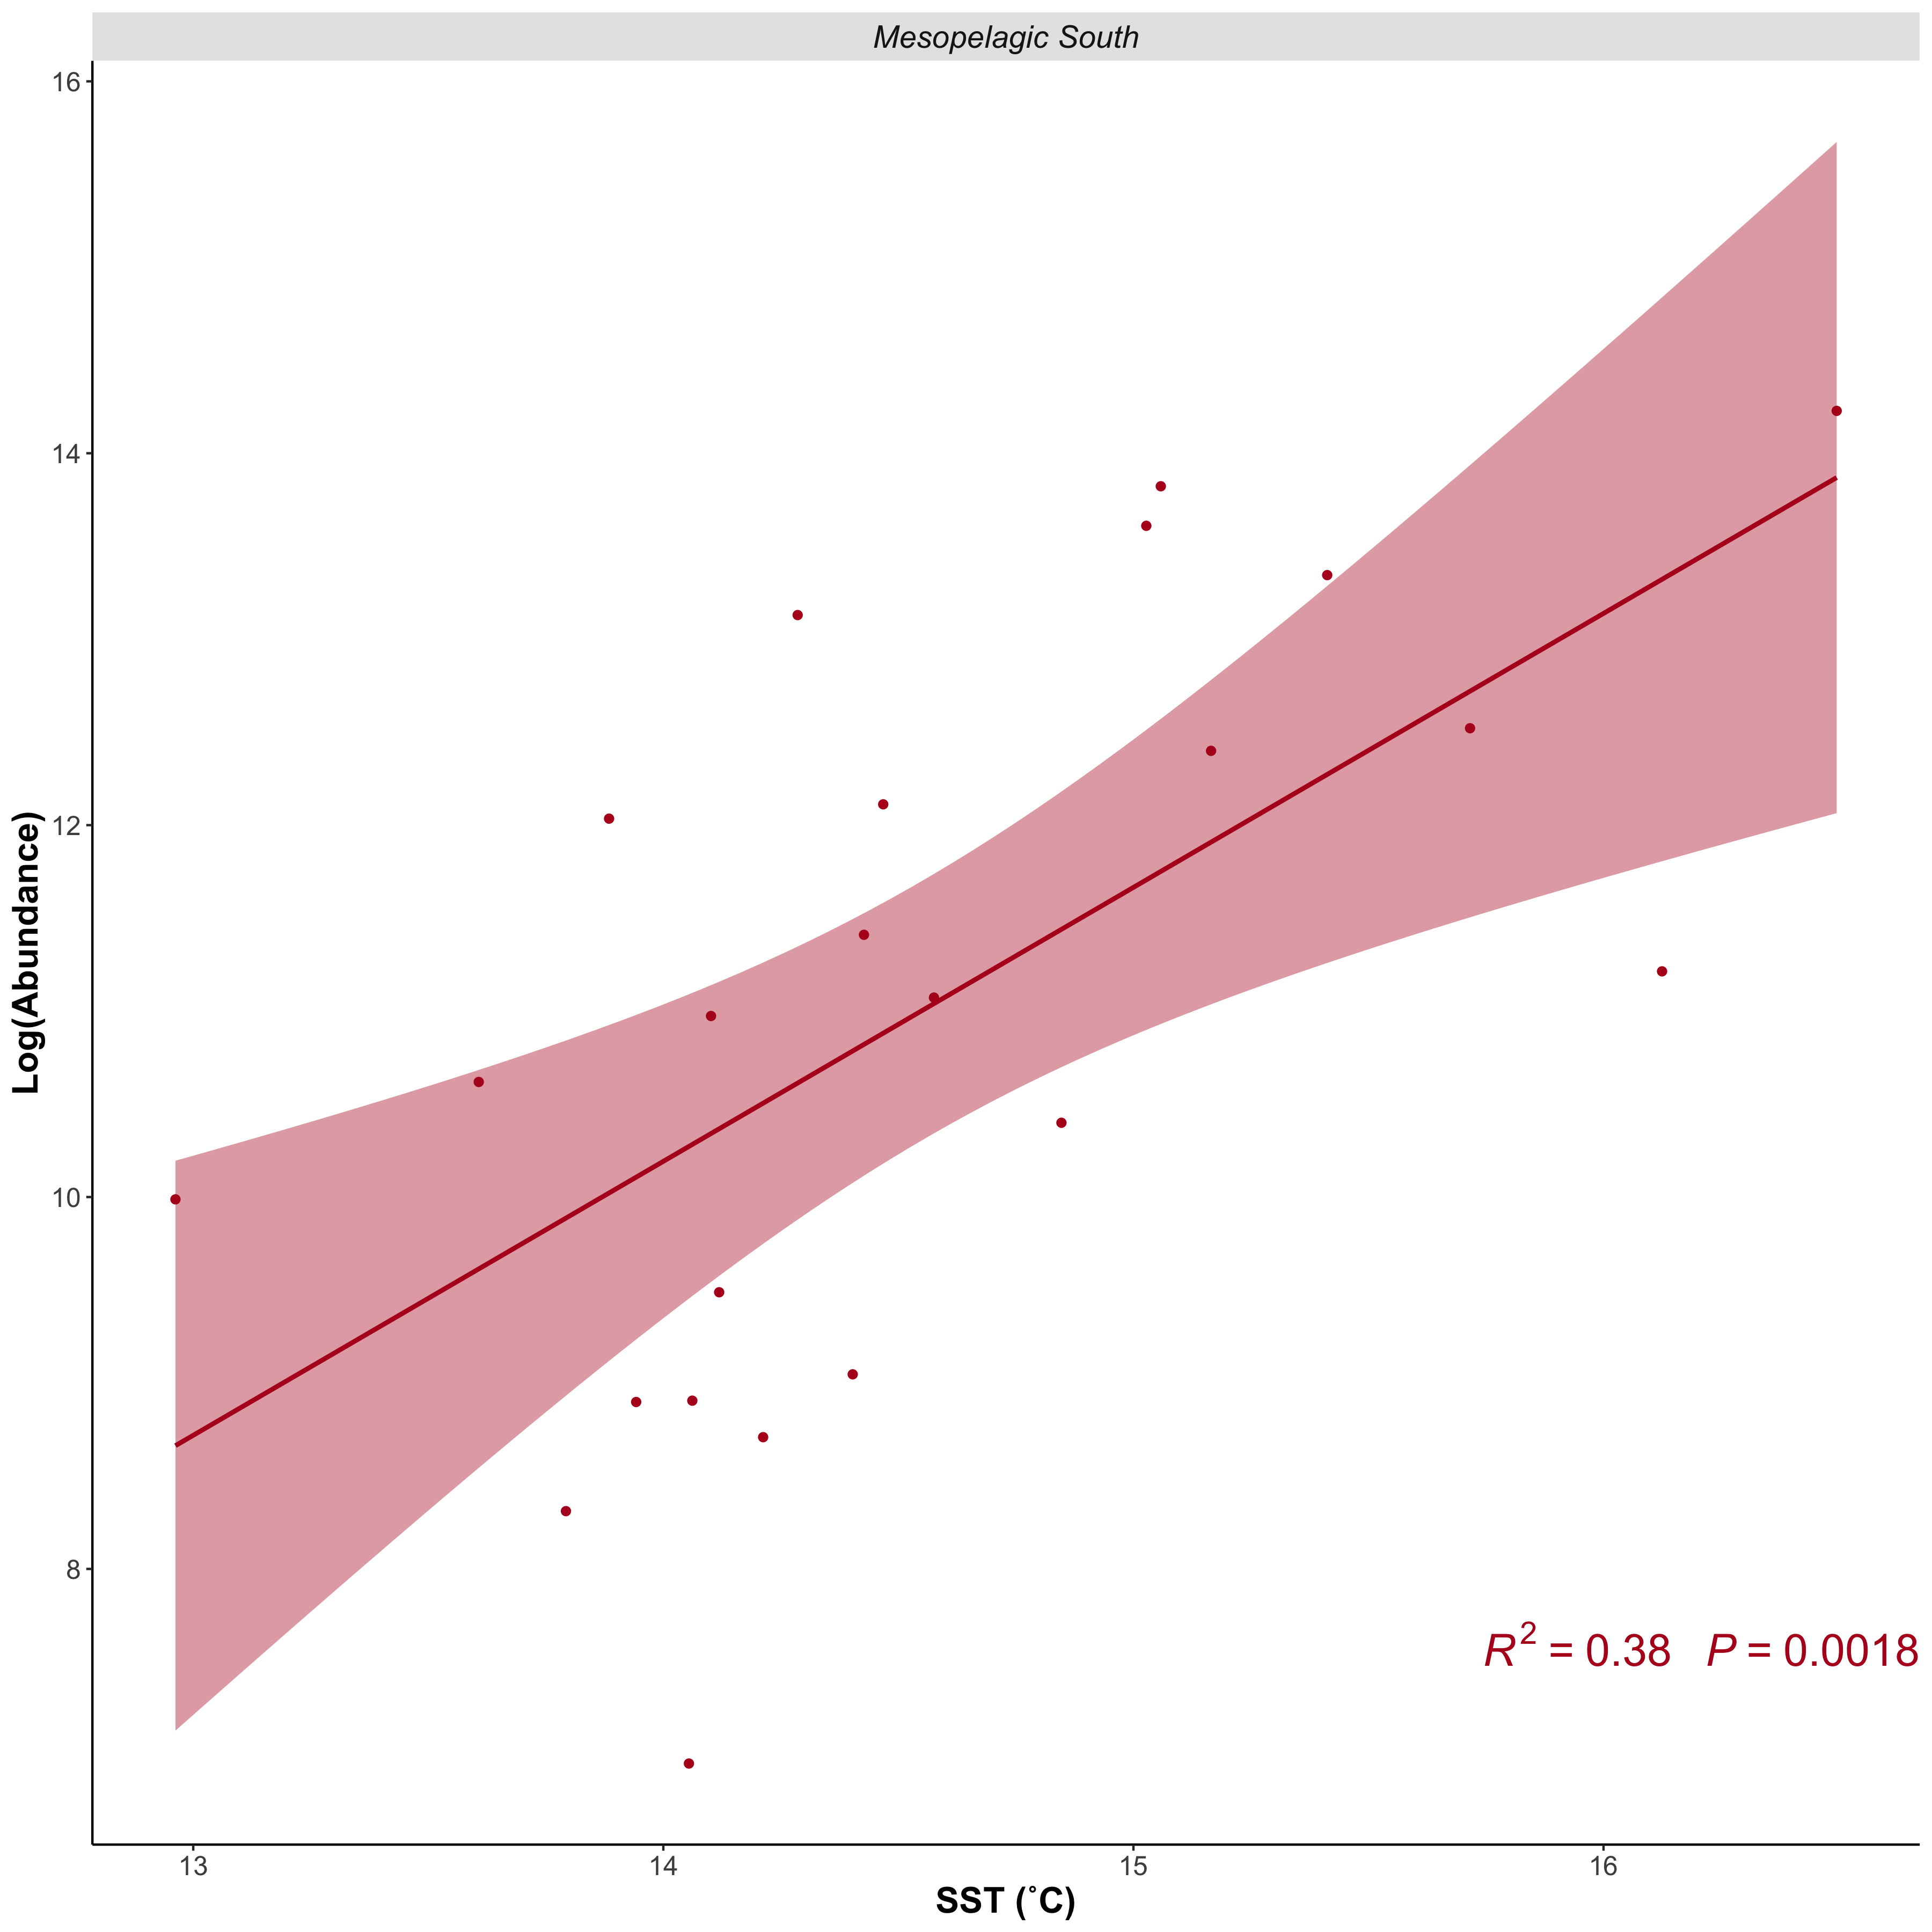 Mesopelagic South
16
14
12
10
8
Log(Abundance)
R² = 0.38 P = 0.0018
13 14 15 16
SST (˚C)